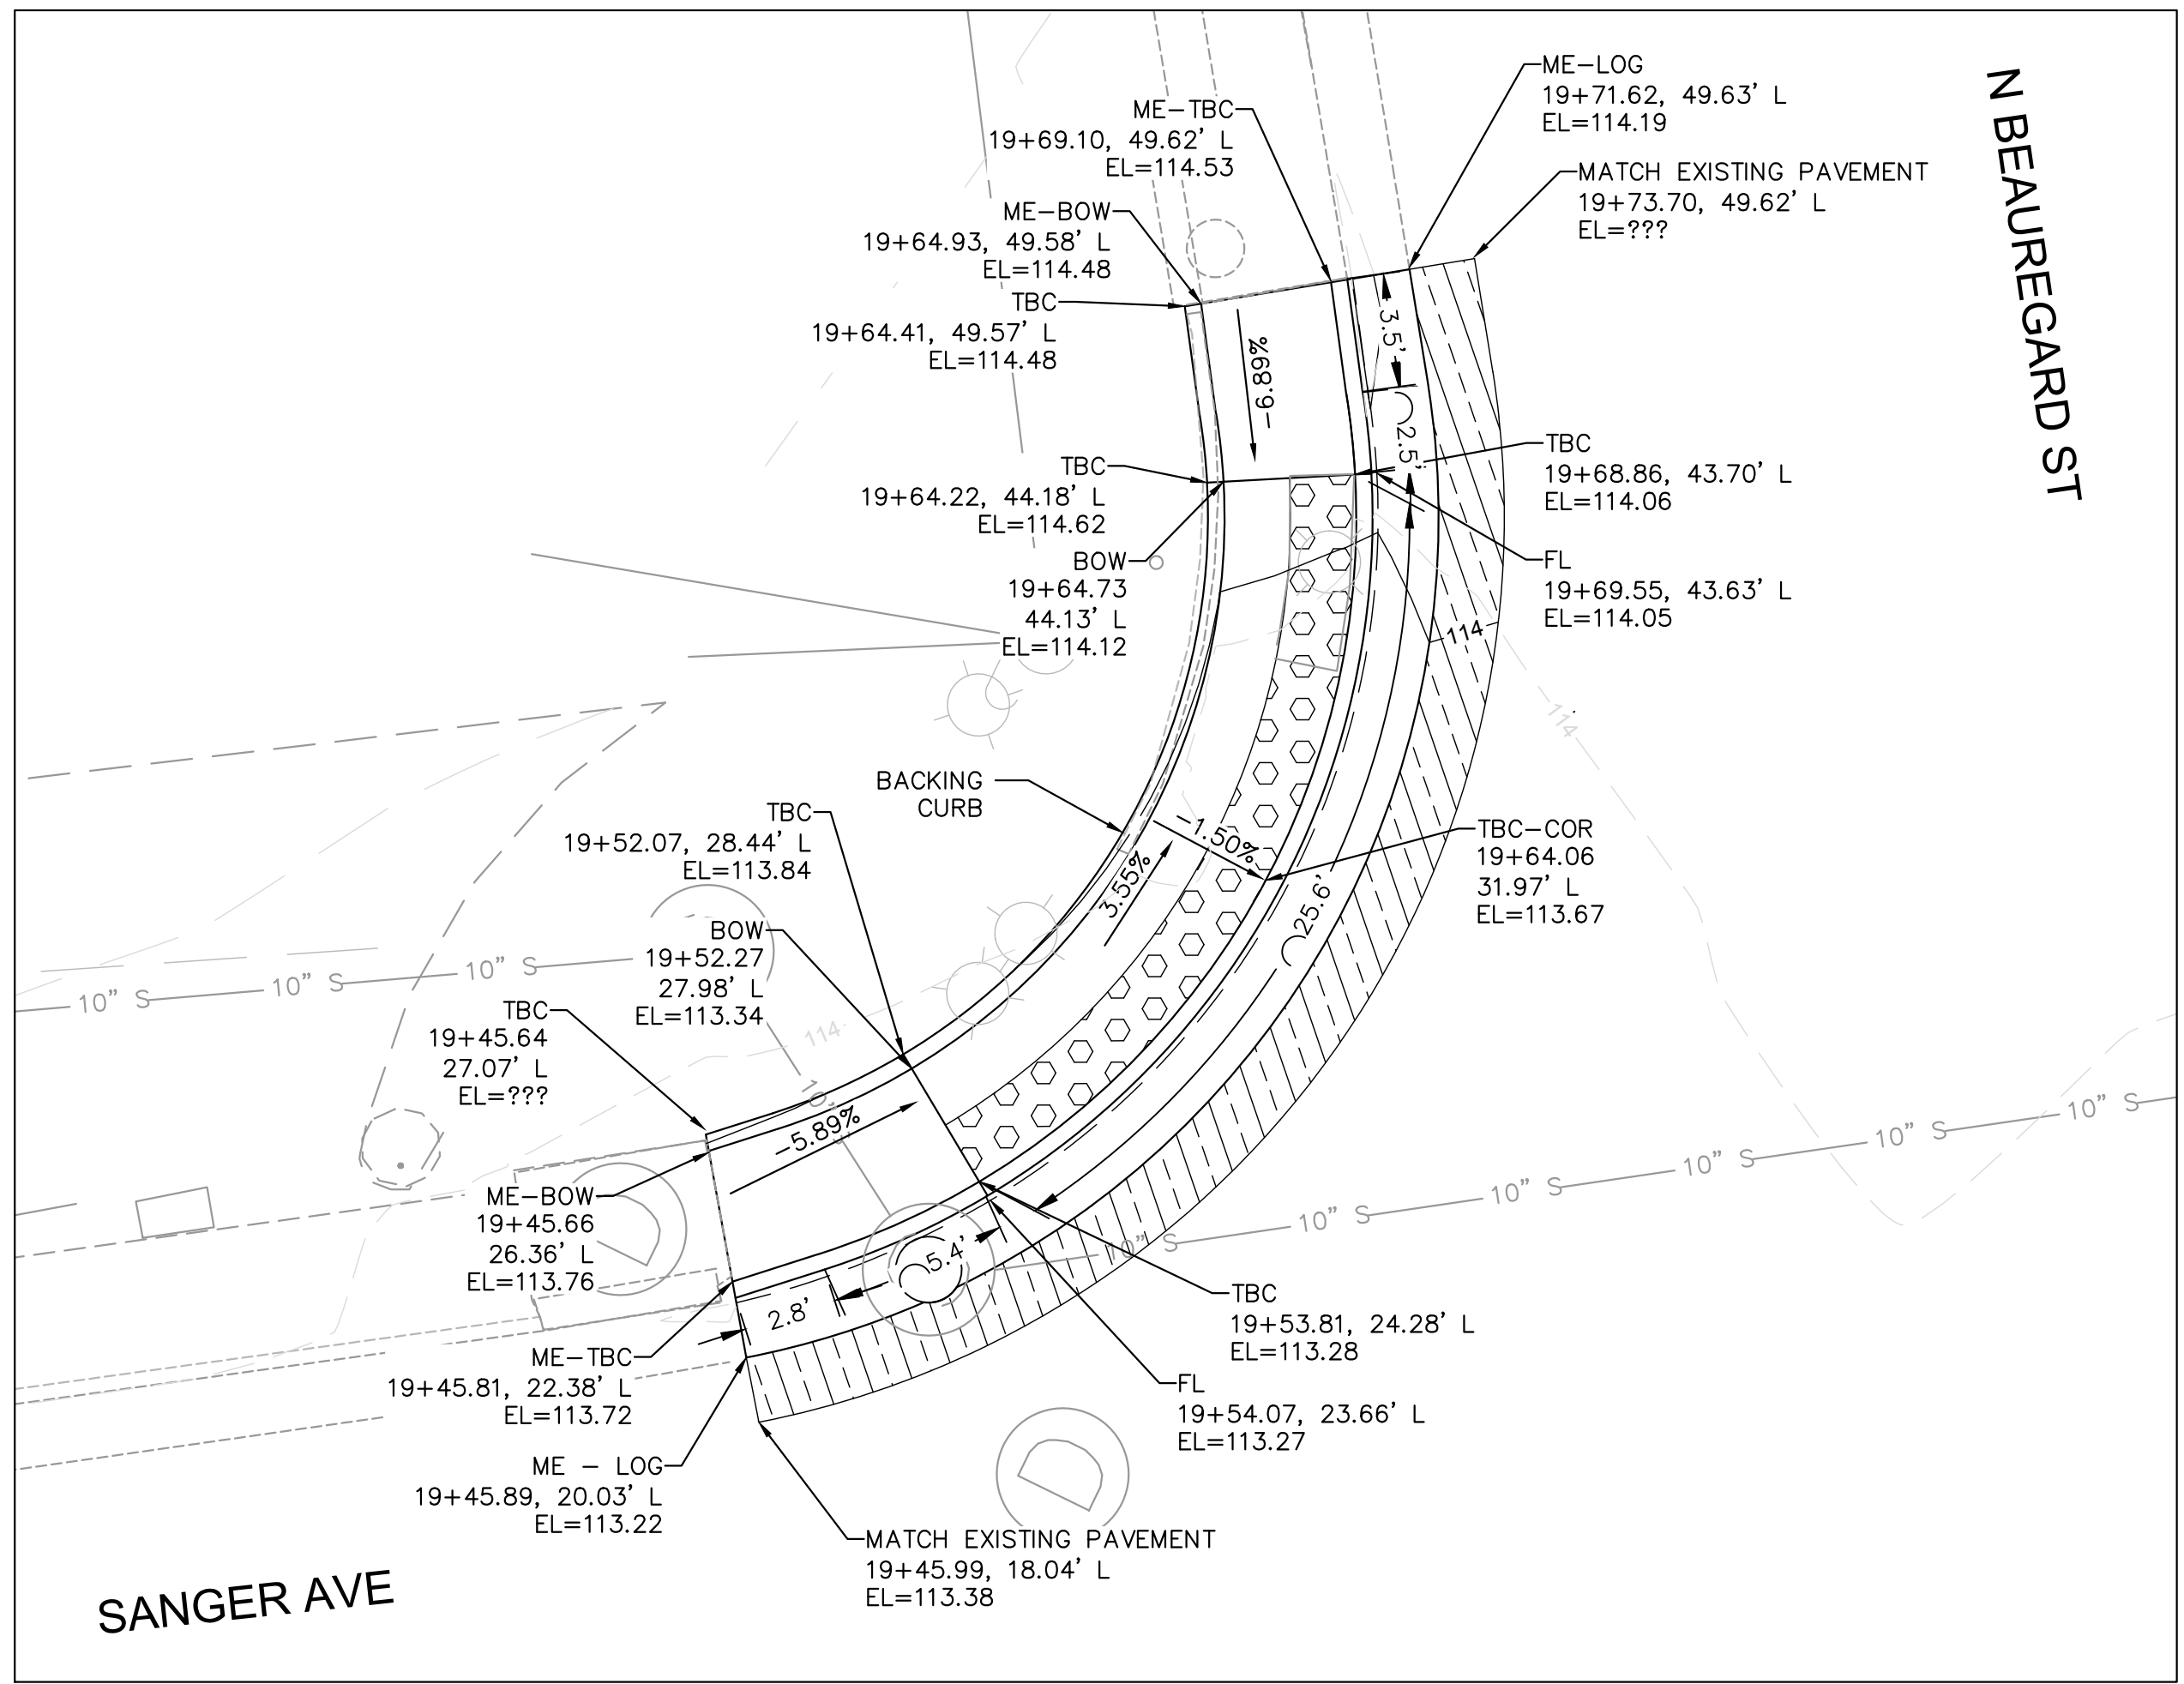 ME-LOG
19+71.62, 49.63' L
EL=114.19
N BEAUREGARD ST
ME-TBC
19+69.10, 49.62' L
EL=114.53
MATCH EXISTING PAVEMENT
19+73.70, 49.62' L
EL=???
ME-BOW
19+64.93, 49.58' L
EL=114.48
TBC
19+64.41, 49.57' L
EL=114.48
3.5'
-6.89%
2.5'
TBC
19+68.86, 43.70' L
EL=114.06
TBC
19+64.22, 44.18' L
EL=114.62
BOW
19+64.73
44.13' L
EL=114.12
FL
19+69.55, 43.63' L
EL=114.05
114
114
BACKING
CURB
TBC
19+52.07, 28.44' L
EL=113.84
-1.50%
3.55%
TBC-COR
19+64.06
31.97' L
EL=113.67
25.6'
BOW
19+52.27
27.98' L
EL=113.34
10" S
10" S
10" S
TBC
19+45.64
27.07' L
EL=???
114
10'
-5.89%
10" S
10" S
10" S
10" S
10" S
10" S
ME-BOW
19+45.66
26.36' L
EL=113.76
5.4'
2.8'
TBC
19+53.81, 24.28' L
EL=113.28
ME-TBC
19+45.81, 22.38' L
EL=113.72
FL
19+54.07, 23.66' L
EL=113.27
ME - LOG
19+45.89, 20.03' L
EL=113.22
MATCH EXISTING PAVEMENT
19+45.99, 18.04' L
EL=113.38
SANGER AVE